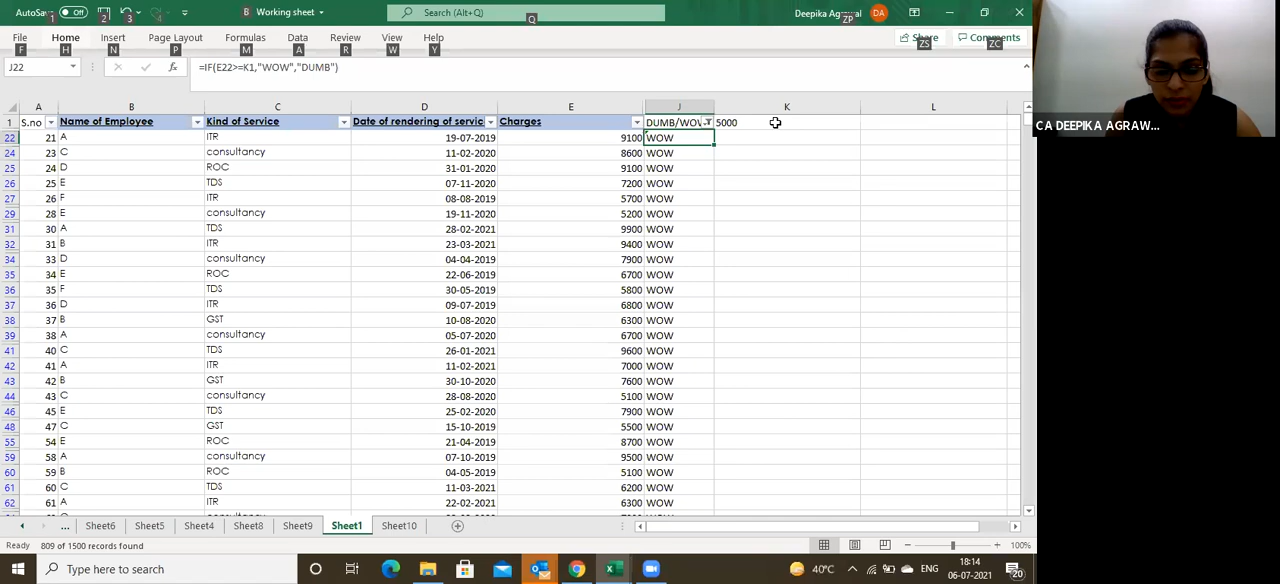 AutoSave Off Working sheet Search (Alt+Q) Deepika Agrawal DA
1 2 3 Q ZP
File Home Insert Page Layout Formulas Data Review View Help Share Comments
F H N P M A R W Y ZS ZC
J22 fx =IF(E22>=K1,"WOW","DUMB")
A B C D E J K L
1 S.no Name of Employee Kind of Service Date of rendering of servic Charges DUMB/WOV 5000
22 21 A ITR 19-07-2019 9100 WOW
24 23 C consultancy 11-02-2020 8600 WOW
25 24 D ROC 31-01-2020 9100 WOW
26 25 E TDS 07-11-2020 7200 WOW
27 26 F ITR 08-08-2019 5700 WOW
29 28 E consultancy 19-11-2020 5200 WOW
31 30 A TDS 28-02-2021 9900 WOW
32 31 B ITR 23-03-2021 9400 WOW
34 33 D consultancy 04-04-2019 7900 WOW
35 34 E ROC 22-06-2019 6700 WOW
36 35 F TDS 30-05-2019 5800 WOW
37 36 D ITR 09-07-2019 6800 WOW
38 37 B GST 10-08-2020 6300 WOW
39 38 A consultancy 05-07-2020 6700 WOW
41 40 C TDS 26-01-2021 9600 WOW
42 41 A ITR 11-02-2021 7000 WOW
43 42 B GST 30-10-2020 7600 WOW
44 43 C consultancy 28-08-2020 5100 WOW
46 45 E TDS 25-02-2020 7900 WOW
48 47 C GST 15-10-2019 5500 WOW
55 54 E ROC 21-04-2019 8700 WOW
59 58 A consultancy 07-10-2019 9500 WOW
60 59 B ROC 04-05-2019 5100 WOW
61 60 C TDS 11-03-2021 6200 WOW
62 61 A ITR 22-02-2021 6300 WOW
... Sheet6 Sheet5 Sheet4 Sheet8 Sheet9 Sheet1 Sheet10
Ready 809 of 1500 records found 100%
Type here to search 40°C ENG 18:14
06-07-2021 20
CA DEEPIKA AGRAW...